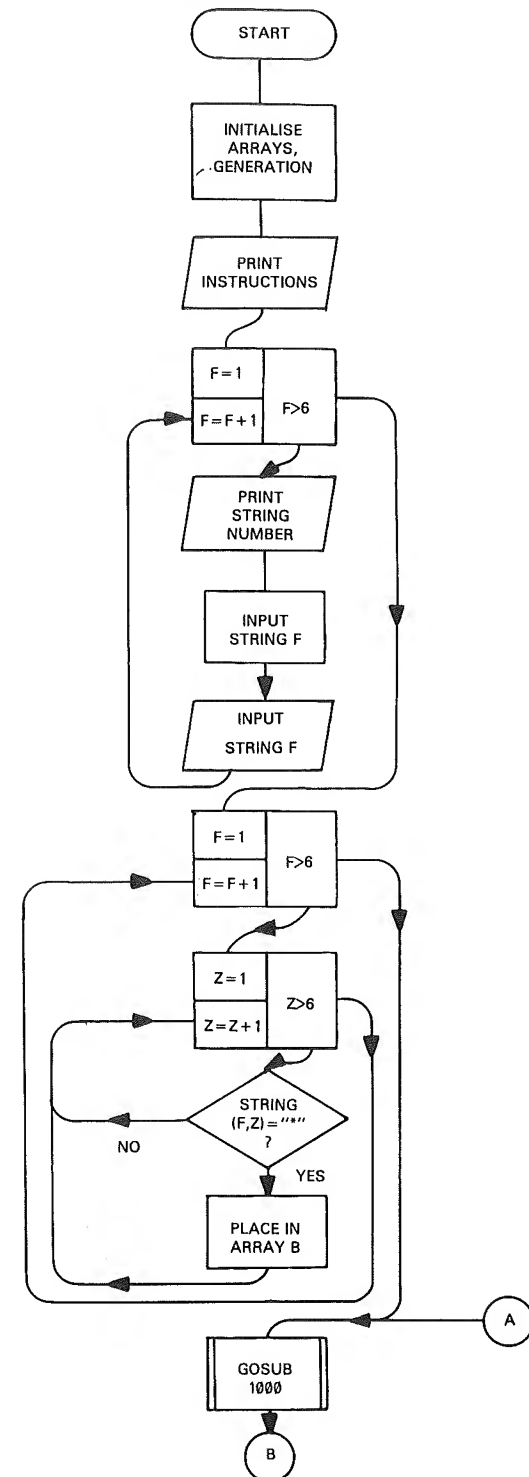 START
INITIALISE
ARRAYS,
GENERATION
PRINT
INSTRUCTIONS
F=1
F=F+1
F>6
PRINT
STRING
NUMBER
INPUT
STRING F
INPUT
STRING F
F=1
F=F+1
F>6
Z=1
Z=Z+1
Z>6
STRING
(F,Z)="*"
?
NO
YES
PLACE IN
ARRAY B
A
GOSUB
1000
B